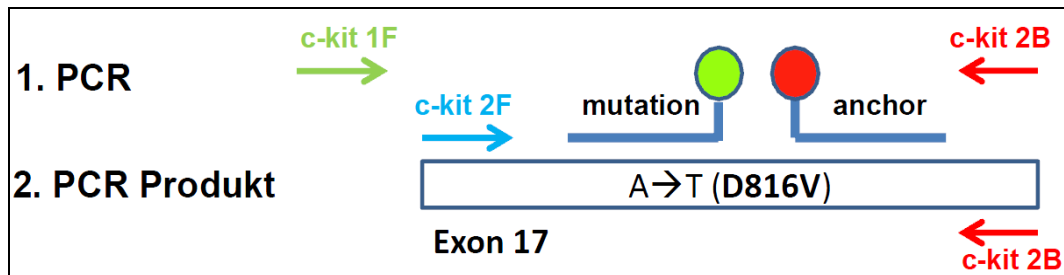 c-kit 1F
c-kit 2B
1. PCR
c-kit 2F
mutation
anchor
2. PCR Produkt
A→T (D816V)
Exon 17
c-kit 2B